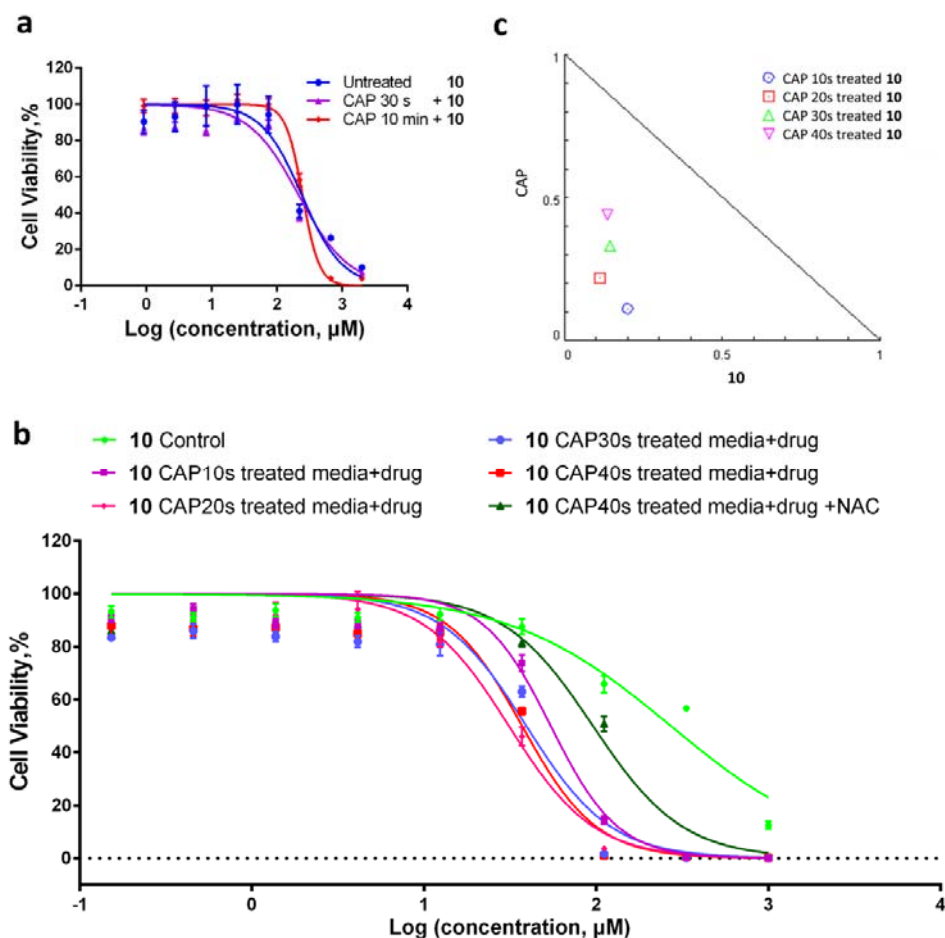 a
Untreated 10
CAP 30 s + 10
CAP 10 min + 10
120
100
80
60
40
20
0
-1 0 1 2 3 4
Cell Viability,%
Log (concentration, µM)
c
CAP 10s treated 10
CAP 20s treated 10
CAP 30s treated 10
CAP 40s treated 10
1
0.5
0
0 0.5 1
CAP
10
b
10 Control
10 CAP10s treated media+drug
10 CAP20s treated media+drug
10 CAP30s treated media+drug
10 CAP40s treated media+drug
10 CAP40s treated media+drug +NAC
120
100
80
60
40
20
0
-1 0 1 2 3 4
Cell Viability,%
Log (concentration, µM)